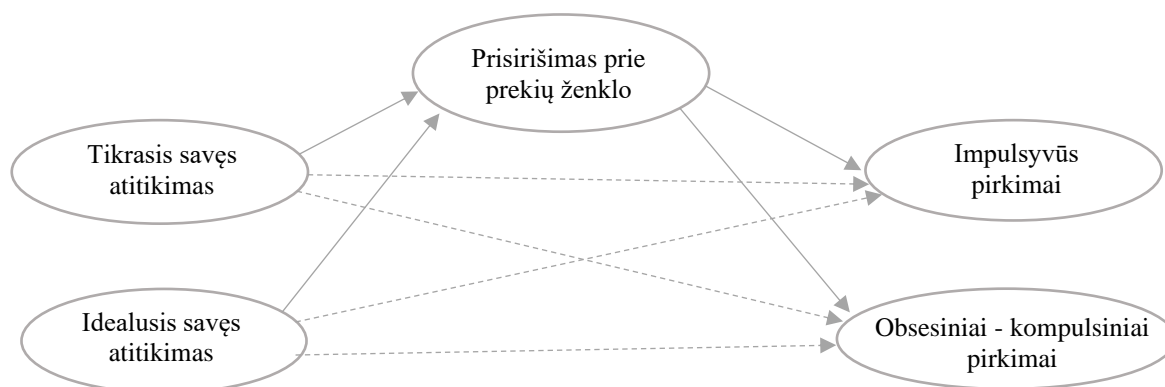 Prisirišimas prie
prekių ženklo
Tikrasis savęs
atitikimas
Impulsyvūs
pirkimai
Idealusis savęs
atitikimas
Obsesiniai - kompulsiniai
pirkimai